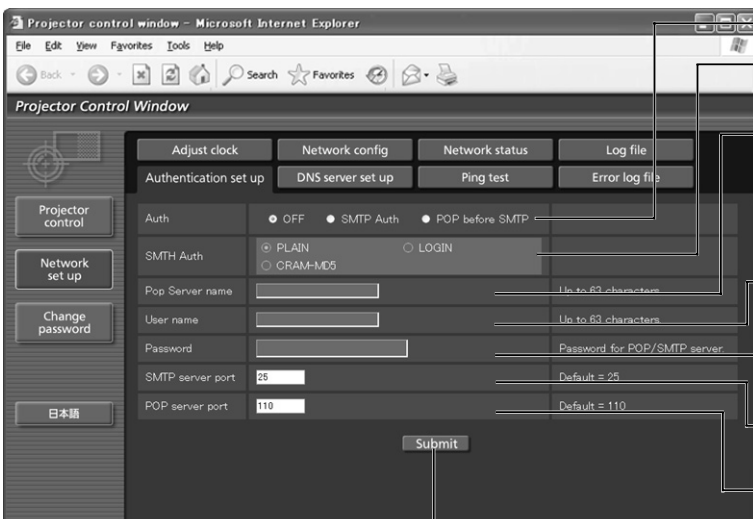 Projector control window - Microsoft Internet Explorer
File Edit View Favorites Tools Help
Back Search Favorites
Projector Control Window
Adjust clock Network config Network status Log file
Authentication set up DNS server set up Ping test Error log file
Projector control
Network set up
Change password
日本語
Auth OFF SMTP Auth POP before SMTP
SMTH Auth PLAIN LOGIN
CRAM-MD5
Pop Server name Up to 63 characters
User name Up to 63 characters
Password Password for POP/SMTP server.
SMTP server port 25 Default = 25
POP server port 110 Default = 110
Submit